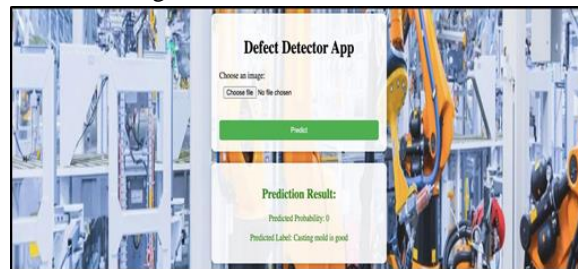 Defect Detector App
Choose an image:
Choose file No file chosen
Predict
Prediction Result:
Predicted Probability: 0
Predicted Label: Casting mold is good